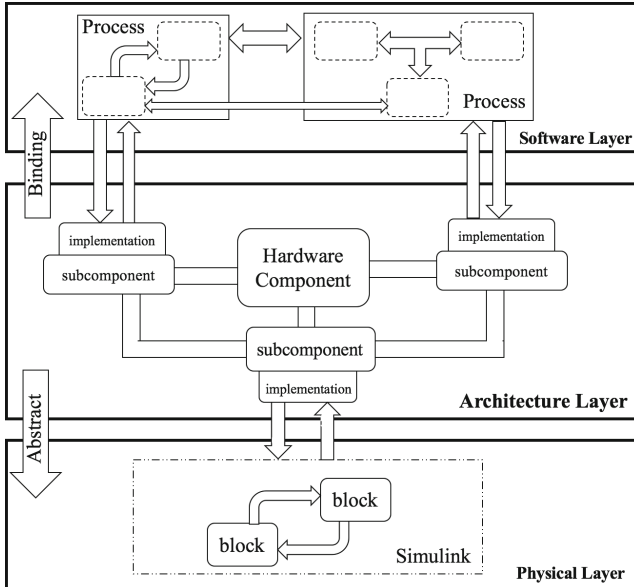 Process
Process
Software Layer
Binding
implementation
subcomponent
Hardware
Component
implementation
subcomponent
subcomponent
implementation
Architecture Layer
Abstract
block
block
Simulink
Physical Layer